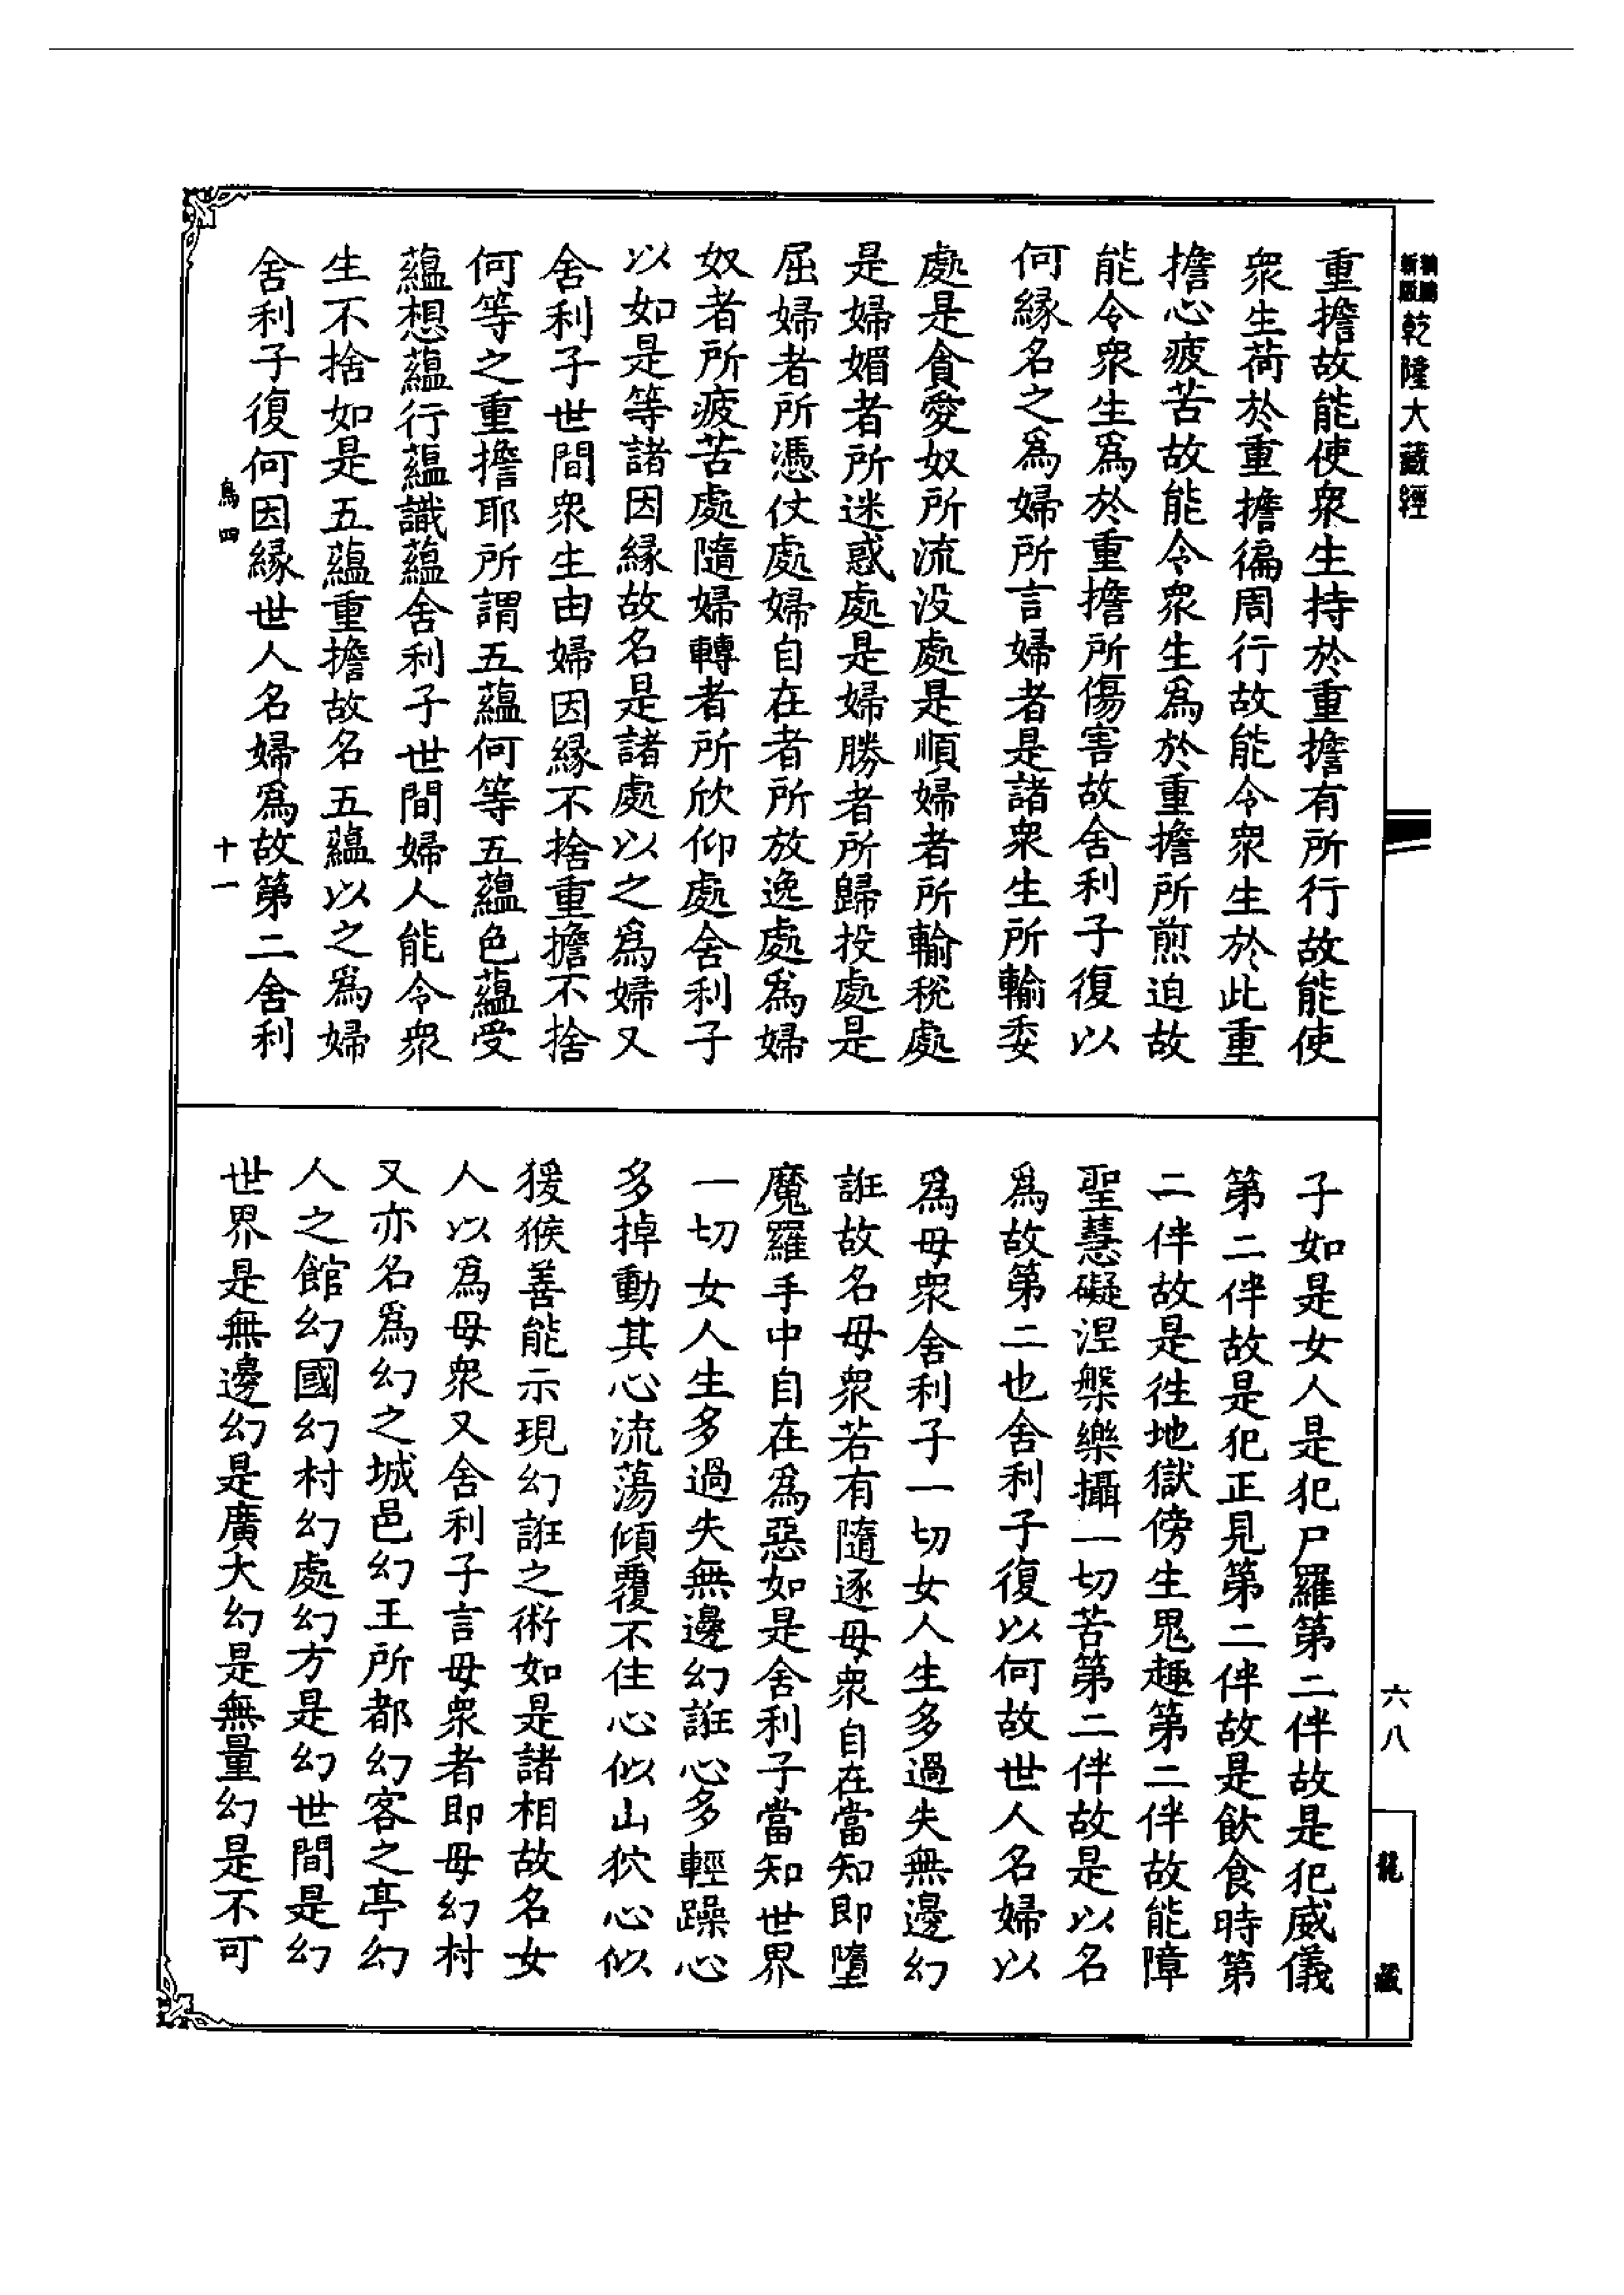 乾隆大藏經
重擔故能使衆生持於重擔有所行故能使
衆生荷於重擔徧周行故能令衆生於此重
擔心疲苦故能令衆生爲於重擔所煎迫故
能令衆生爲於重擔所傷害故舍利子復以
何緣名之爲婦所言婦者是諸衆生所輸委
處是貪愛奴所流没處是順婦者所輸稅處
是婦媚者所迷惑處是婦勝者所歸投處是
屈婦者所憑仗處婦自在者所放逸處爲婦
奴者所疲苦處隨婦轉者所欣仰處舍利子
以如是等諸因緣故名是諸處以之爲婦又
舍利子世間衆生由婦因緣不捨重擔不捨
何等之重擔耶所謂五蘊何等五蘊色蘊受
蘊想蘊行蘊識蘊舍利子世間婦人能令衆
生不捨如是五蘊重擔故名五蘊以之爲婦
舍利子復何因緣世人名婦爲故第二舍利
鳥四
十一
子如是女人是犯尸羅第二伴故是犯威儀
第二伴故是犯正見第二伴故是飲食時第
二伴故是往地獄傍生鬼趣第二伴故能障
聖慧礙涅槃樂攝一切苦第二伴故是以名
爲故第二也舍利子復以何故世人名婦以
爲母衆舍利子一切女人生多過失無邊幻
誑故名母衆若有隨逐母衆自在當知即墮
魔羅手中自在爲惡如是舍利子當知世界
一切女人生多過失無邊幻誑心多輕躁心
多掉動其心流蕩傾覆不住心似山狖心似
猨猴善能示現幻誑之術如是諸相故名女
人以爲母衆又舍利子言母衆者即母幻村
又亦名爲幻之城邑幻王所都幻客之亭幻
人之館幻國幻村幻處幻方是幻世間是幻
世界是無邊幻是廣大幻是無量幻是不可
六八
龍藏